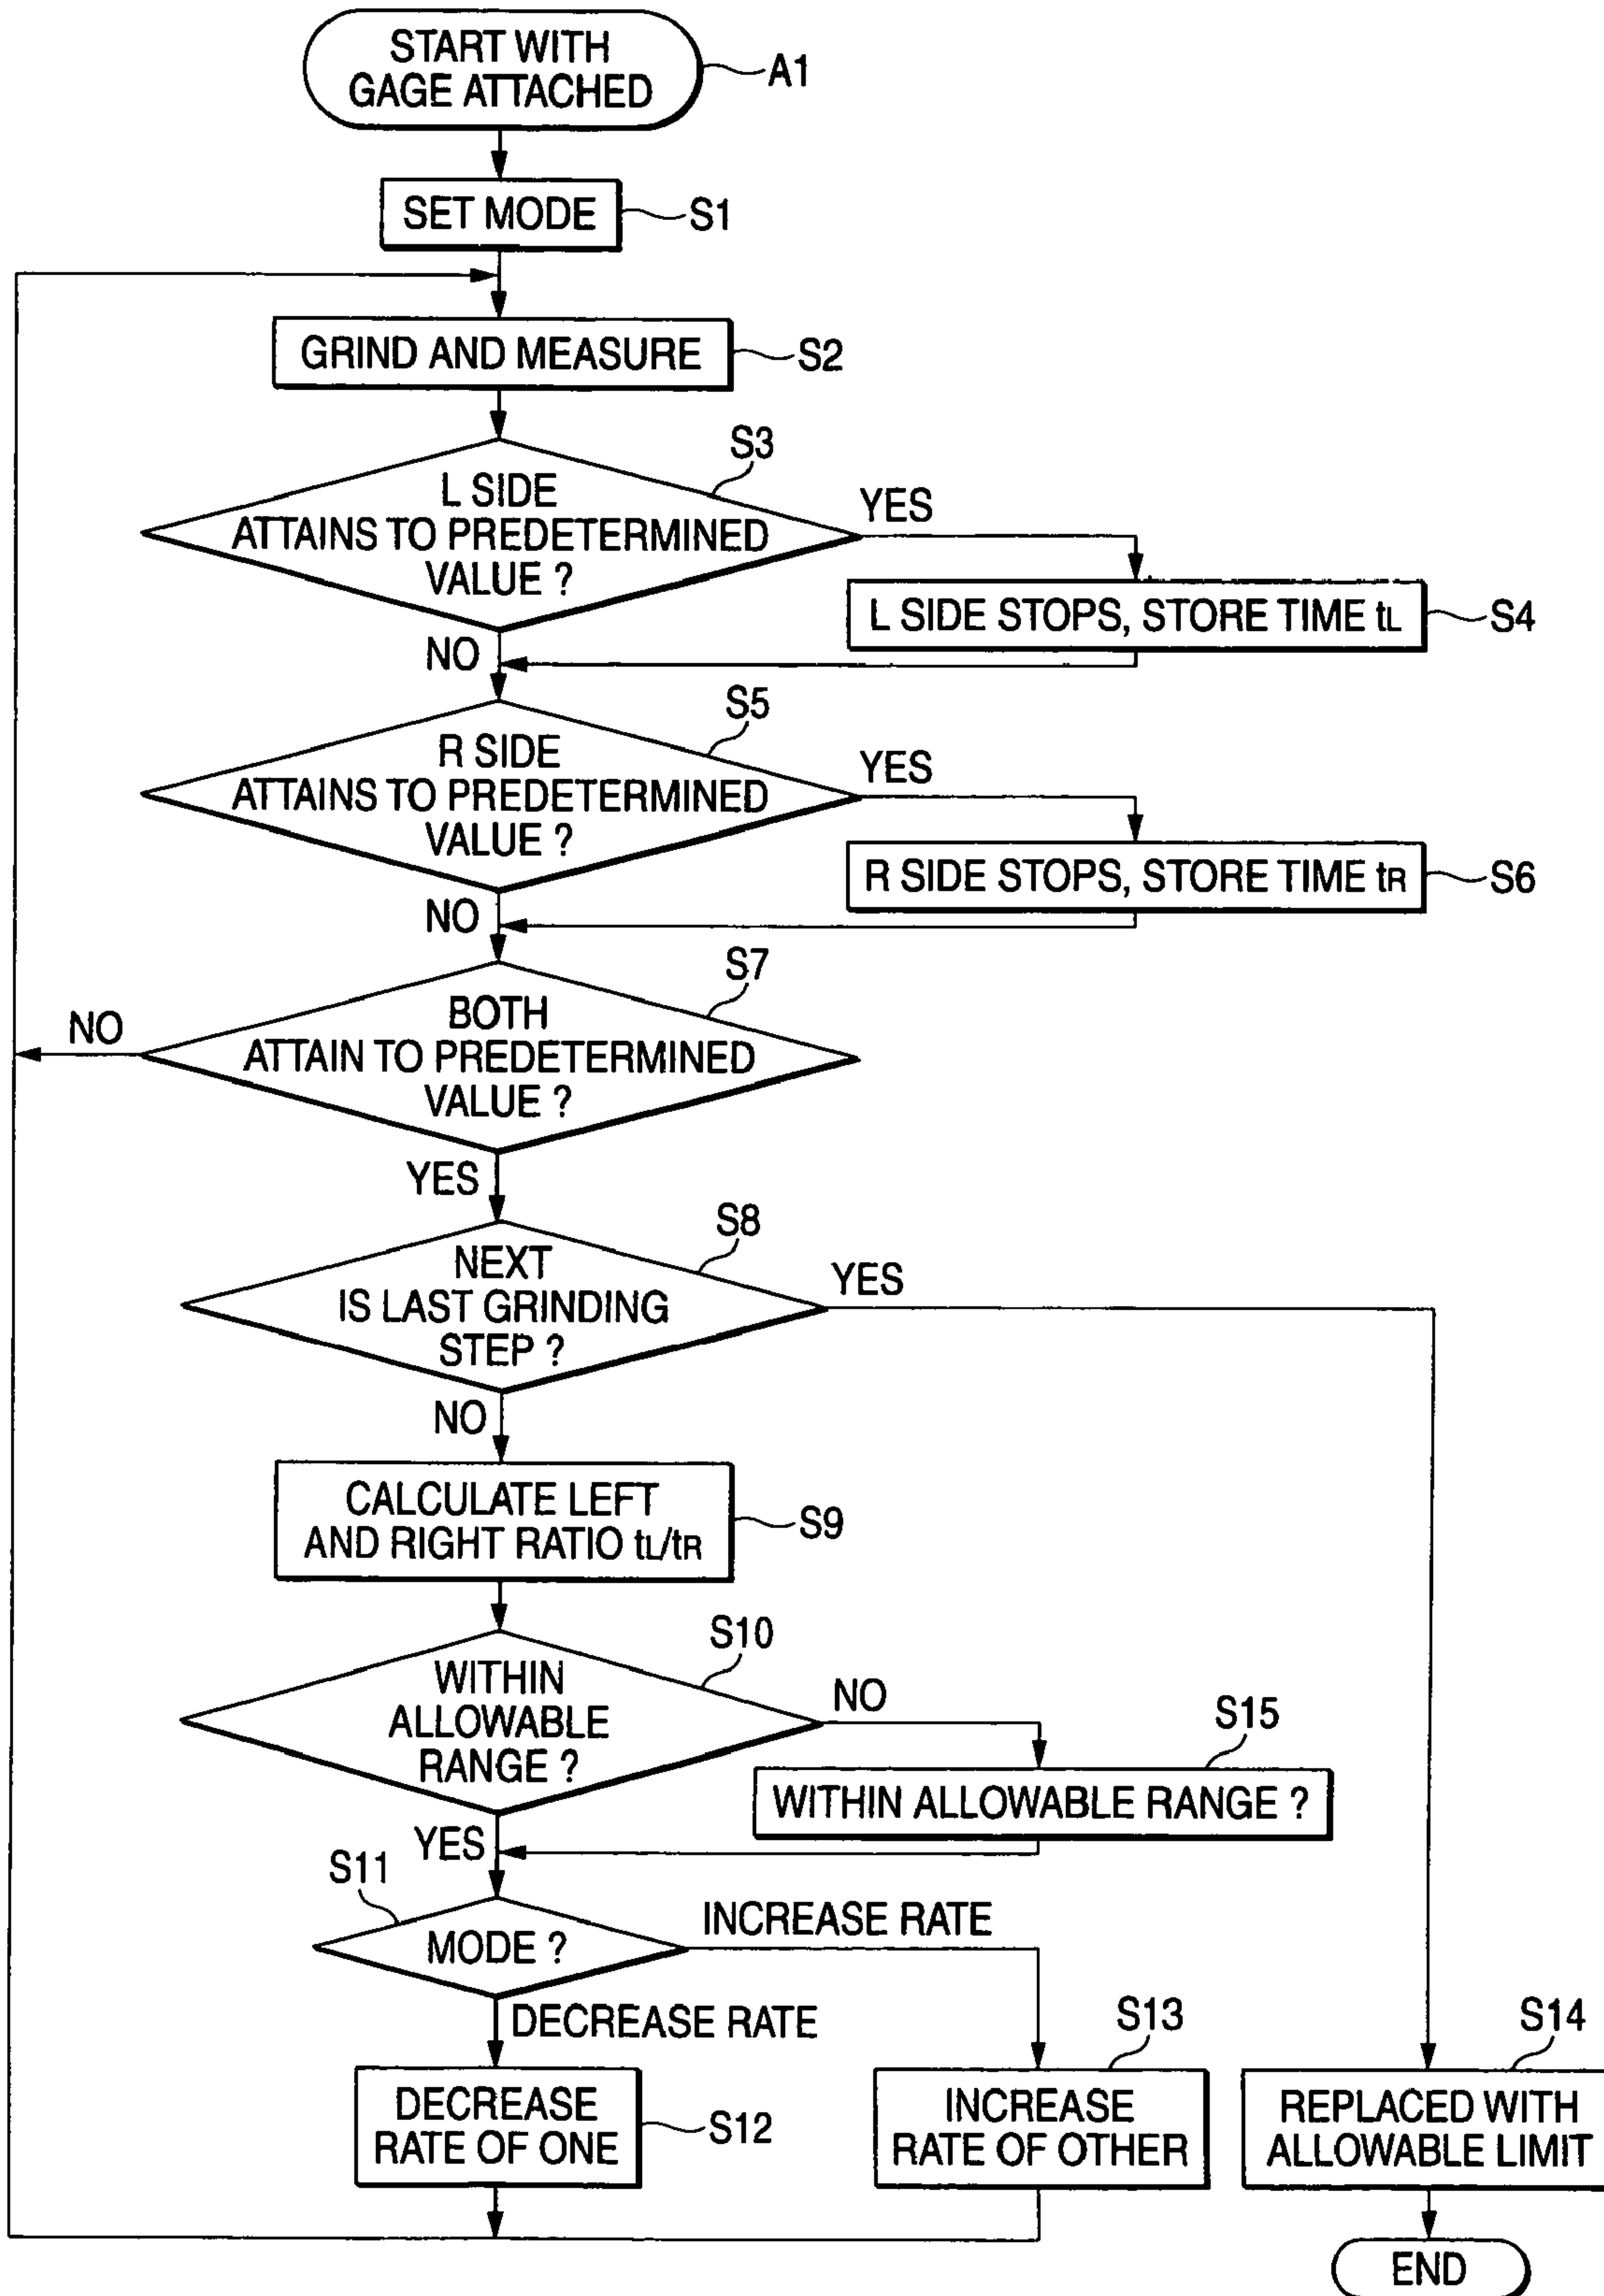 START WITH
GAGE ATTACHED
A1
SET MODE
S1
GRIND AND MEASURE
S2
S3
L SIDE
ATTAINS TO PREDETERMINED
VALUE ?
YES
L SIDE STOPS, STORE TIME tL
S4
NO
S5
R SIDE
ATTAINS TO PREDETERMINED
VALUE ?
YES
R SIDE STOPS, STORE TIME tR
S6
NO
S7
BOTH
ATTAIN TO PREDETERMINED
VALUE ?
NO
YES
S8
NEXT
IS LAST GRINDING
STEP ?
YES
NO
CALCULATE LEFT
AND RIGHT RATIO tL/tR
S9
S10
WITHIN
ALLOWABLE
RANGE ?
NO
S15
WITHIN ALLOWABLE RANGE ?
YES
S11
MODE ?
INCREASE RATE
DECREASE RATE
DECREASE
RATE OF ONE
S12
S13
INCREASE
RATE OF OTHER
S14
REPLACED WITH
ALLOWABLE LIMIT
END